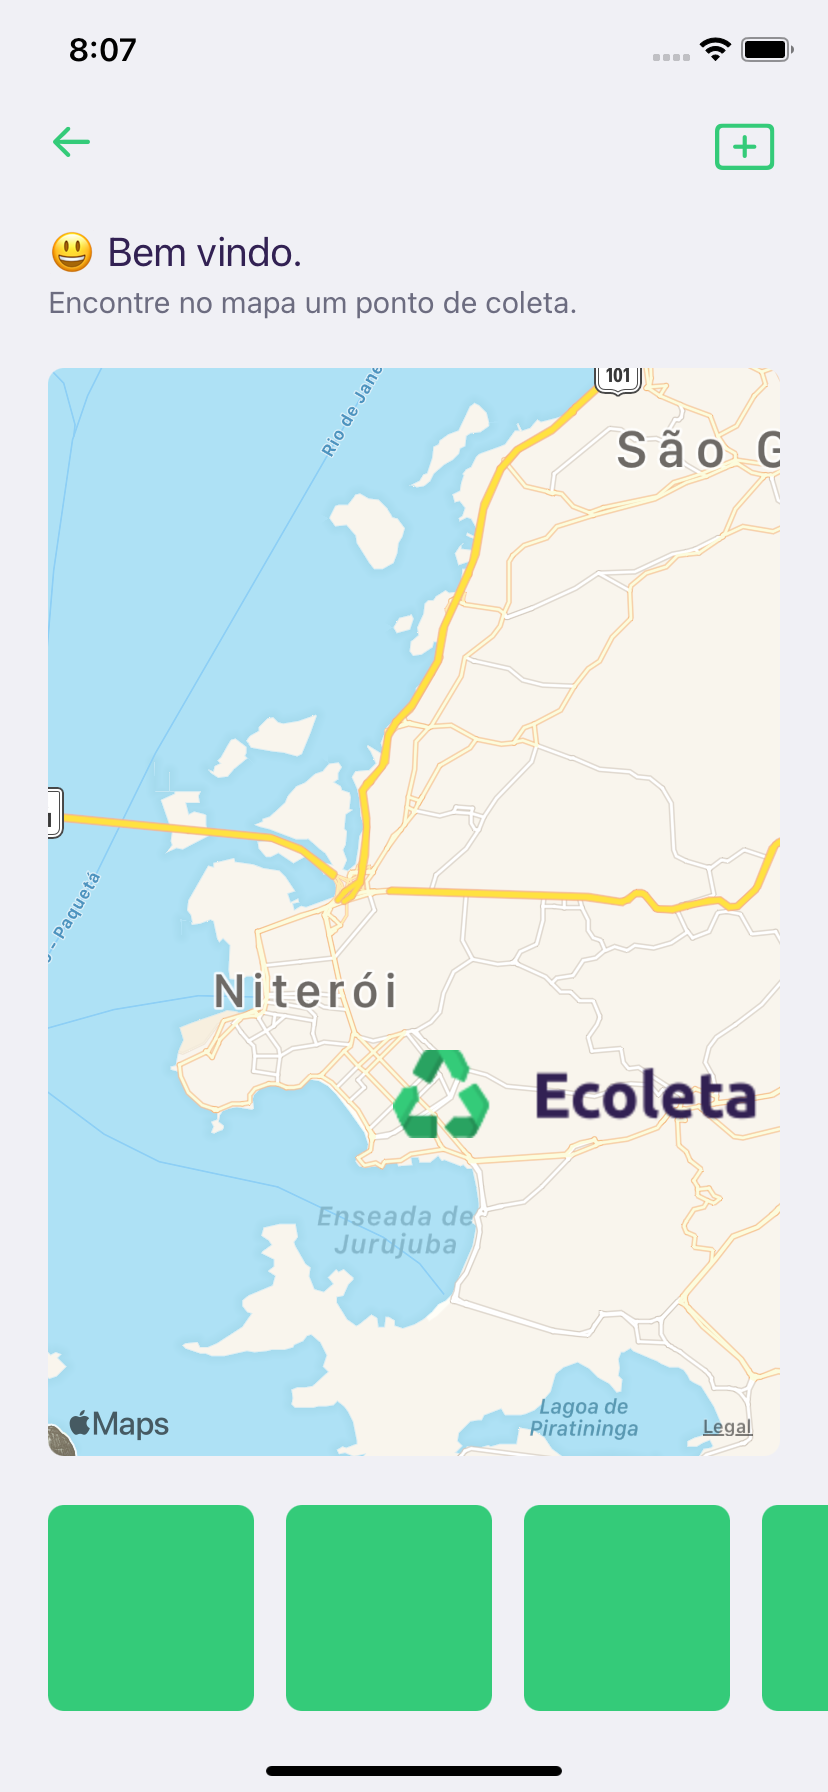 8:07
Bem vindo.
Encontre no mapa um ponto de coleta.
101
Rio de Jane
São G
- Paquetá
Niterói
Ecoleta
Enseada de
Jurujuba
Lagoa de
Piratininga
Maps
Legal